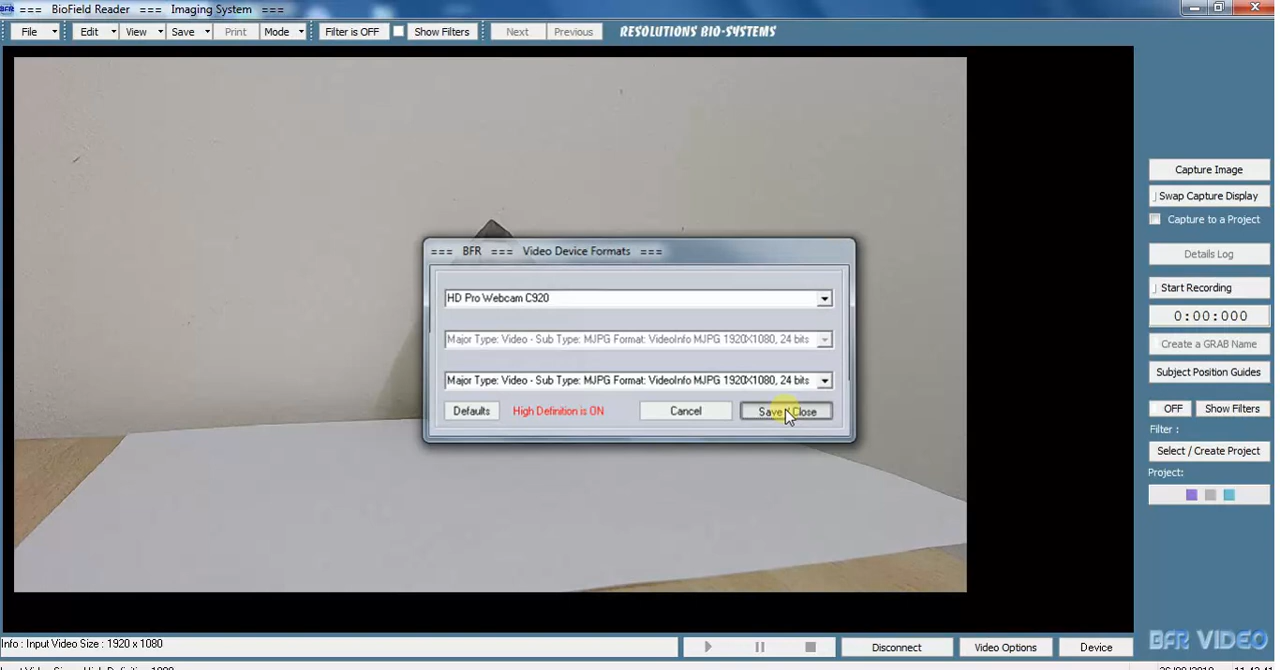 BFR === BioField Reader === Imaging System ===
File Edit View Save Print Mode Filter is OFF Show Filters Next Previous RESOLUTIONS BIO-SYSTEMS
Capture Image
Swap Capture Display
Capture to a Project
Details Log
Start Recording
0:00:000
Create a GRAB Name
Subject Position Guides
OFF Show Filters
Filter :
Select / Create Project
Project:
=== BFR === Video Device Formats ===
HD Pro Webcam C920
Major Type: Video - Sub Type: MJPG Format: VideoInfo MJPG 1920X1080, 24 bits
Major Type: Video - Sub Type: MJPG Format: VideoInfo MJPG 1920X1080, 24 bits
Defaults High Definition is ON Cancel Save / Close
Info : Input Video Size : 1920 x 1080
Disconnect Video Options Device
BFR VIDEO